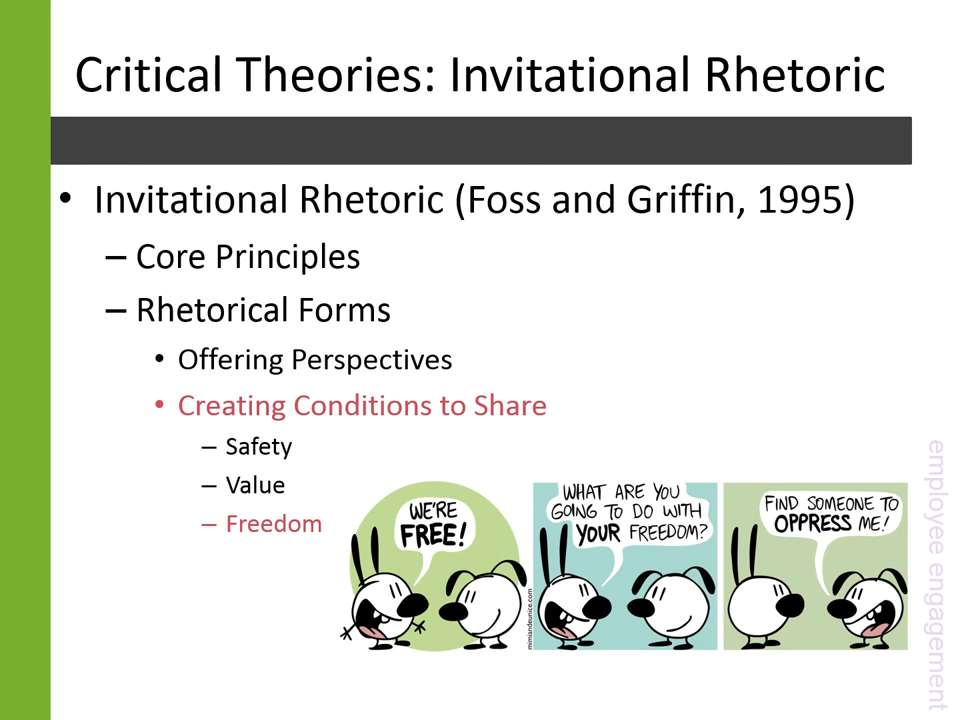 Critical Theories: Invitational Rhetoric
• Invitational Rhetoric (Foss and Griffin, 1995)
– Core Principles
– Rhetorical Forms
• Offering Perspectives
• Creating Conditions to Share
– Safety
– Value
– Freedom
WE'RE
FREE!
WHAT ARE YOU
GOING TO DO WITH
YOUR FREEDOM?
FIND SOMEONE TO
OPPRESS ME!
mimiandeunice.com
employee engagement